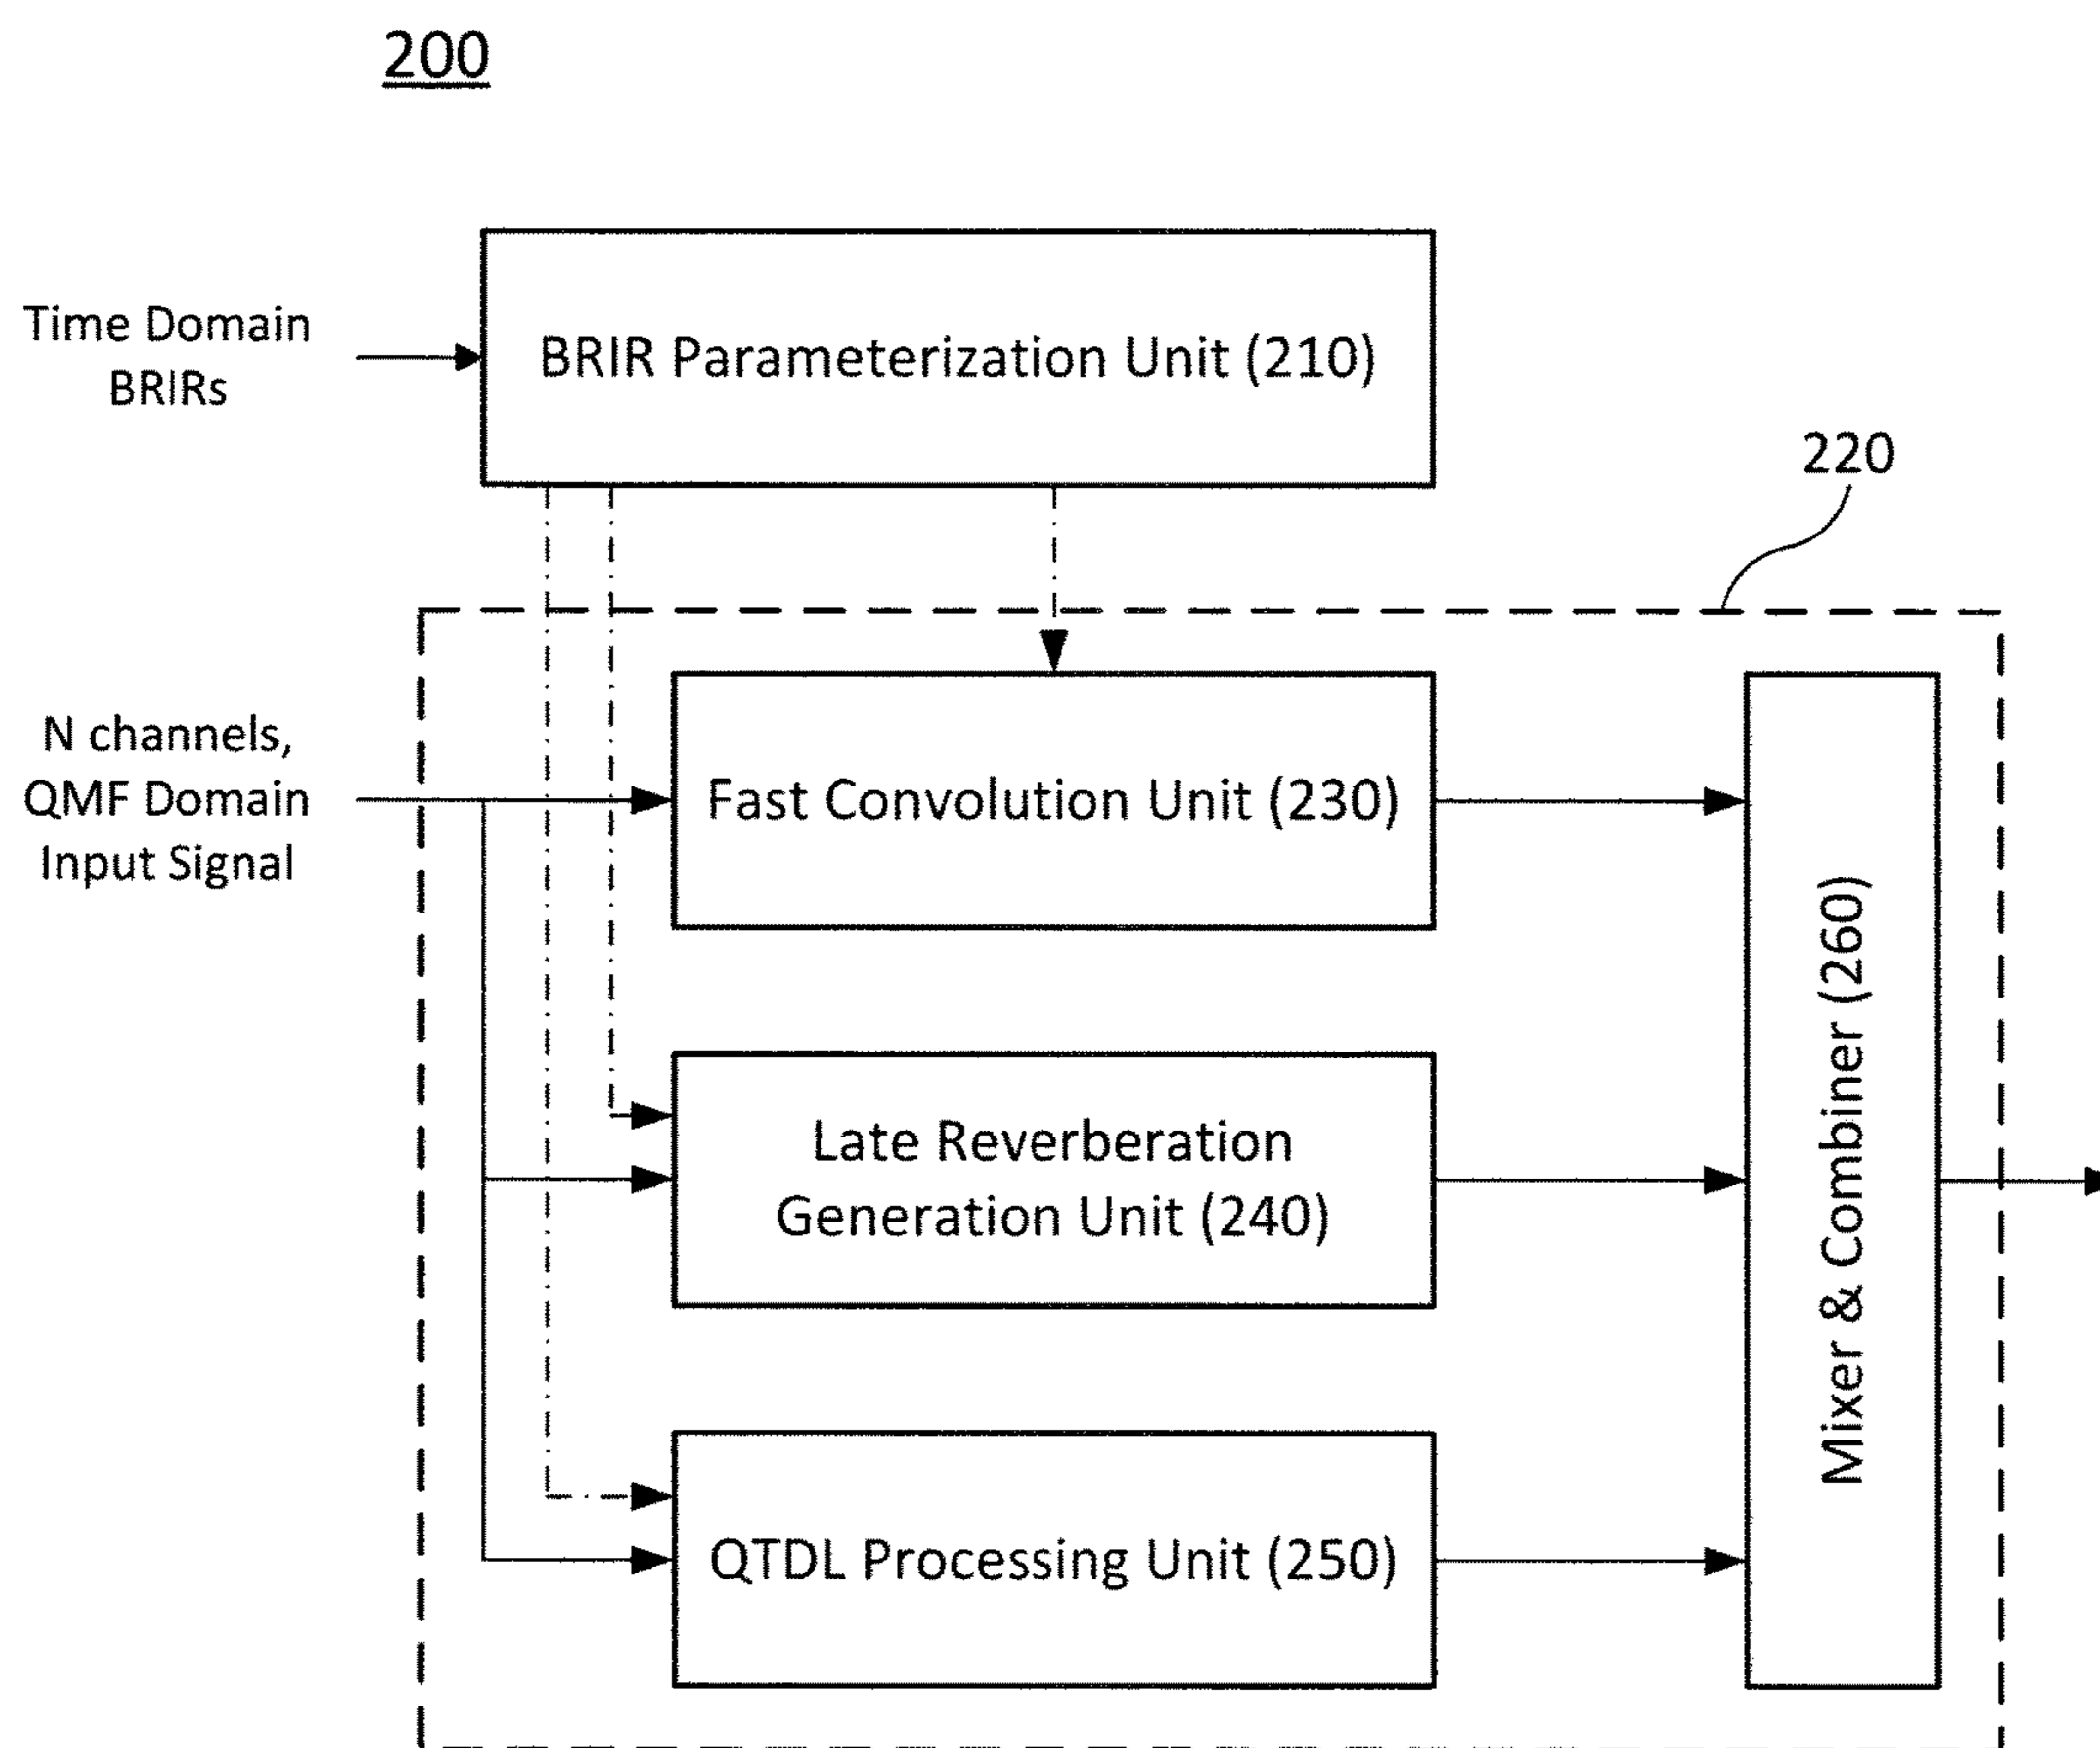 200
Time Domain
BRIRs
BRIR Parameterization Unit (210)
220
N channels,
QMF Domain
Input Signal
Fast Convolution Unit (230)
Late Reverberation
Generation Unit (240)
QTDL Processing Unit (250)
Mixer & Combiner (260)